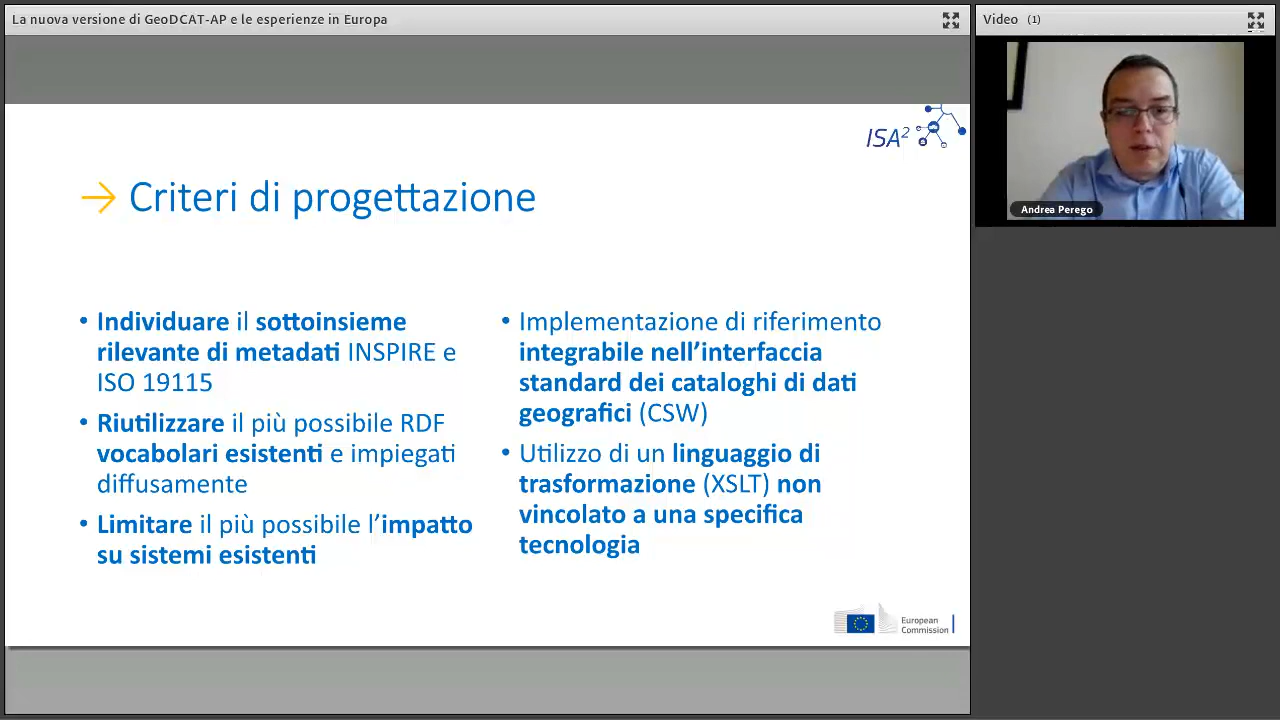 La nuova versione di GeoDCAT-AP e le esperienze in Europa
Video (1)
Andrea Perego
ISA²
→ Criteri di progettazione
• Individuare il sottoinsieme
rilevante di metadati INSPIRE e
ISO 19115
• Riutilizzare il più possibile RDF
vocabolari esistenti e impiegati
diffusamente
• Limitare il più possibile l’impatto
su sistemi esistenti
• Implementazione di riferimento
integrabile nell’interfaccia
standard dei cataloghi di dati
geografici (CSW)
• Utilizzo di un linguaggio di
trasformazione (XSLT) non
vincolato a una specifica
tecnologia
European
Commission